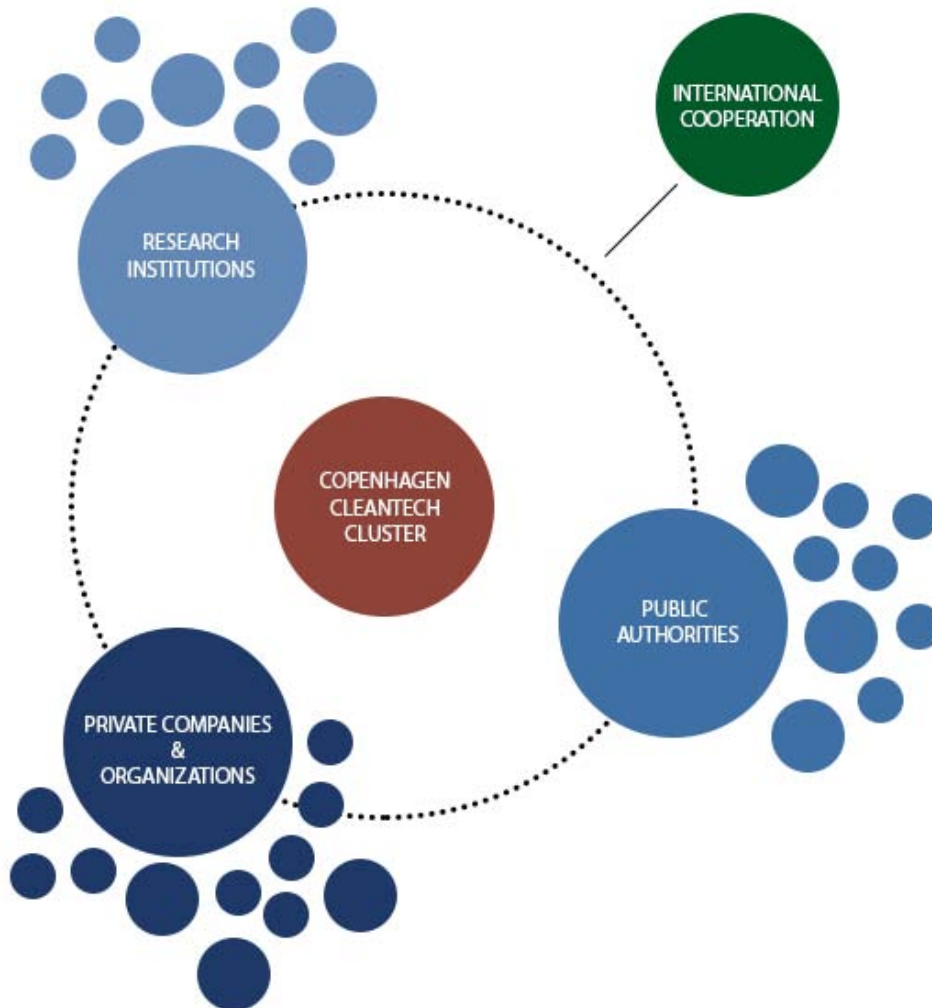 INTERNATIONAL
COOPERATION
RESEARCH
INSTITUTIONS
COPENHAGEN
CLEANTECH
CLUSTER
PUBLIC
AUTHORITIES
PRIVATE COMPANIES
&
ORGANIZATIONS